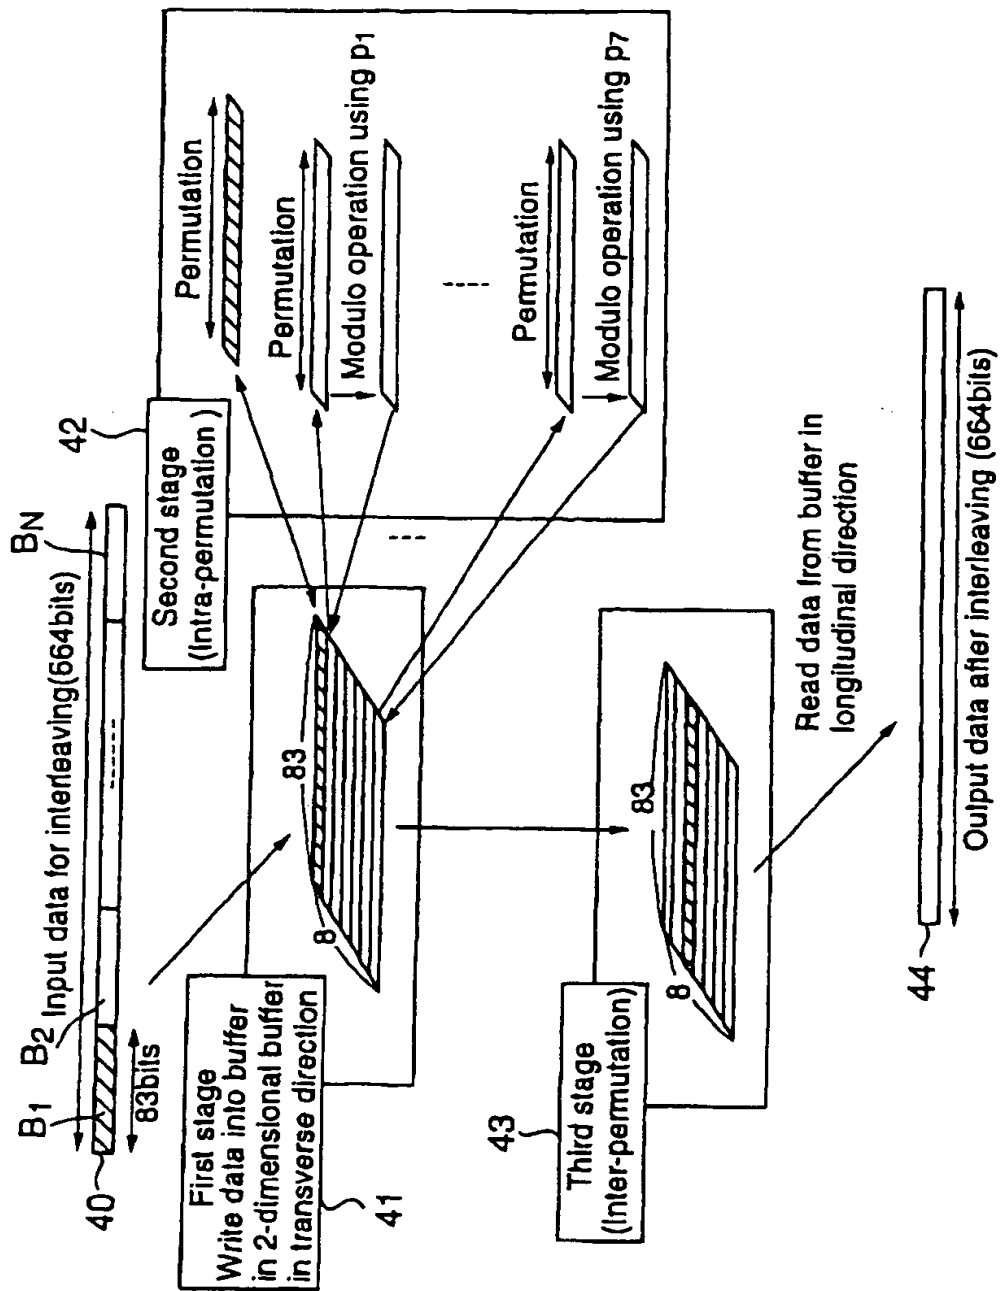 B1
B2
BN
Input data for interleaving(664bits)
40
83bits
First stage
Write data into buffer
in 2-dimensional buffer
in transverse direction
41
83
8
42
Second stage
(Intra-permutation )
Permutation
Permutation
Modulo operation using p1
Permutation
Modulo operation using p7
43
Third stage
(Inter-permutation)
83
8
Read data from buffer in
longitudinal direction
44
Output data after interleaving (664bits)